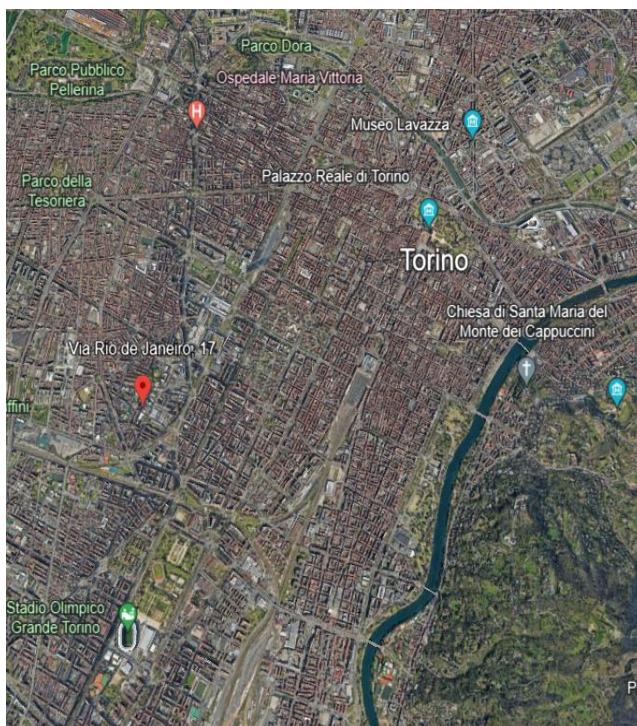 Parco Dora
Parco Pubblico
Pellerina
Ospedale Maria Vittoria
H
Museo Lavazza
Parco della
Tesoriera
Palazzo Reale di Torino
Torino
Chiesa di Santa Maria del
Monte dei Cappuccini
Via Rio de Janeiro, 17
ffini
Stadio Olimpico
Grande Torino
P